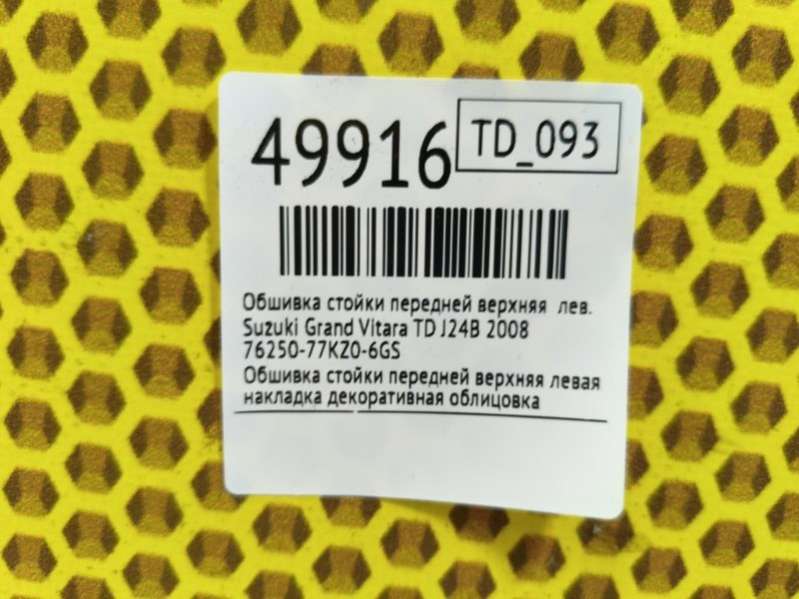 49916
TD_093
Обшивка стойки передней верхняя лев.
Suzuki Grand Vitara TD J24B 2008
76250-77KZ0-6GS
Обшивка стойки передней верхняя левая
накладка декоративная облицовка